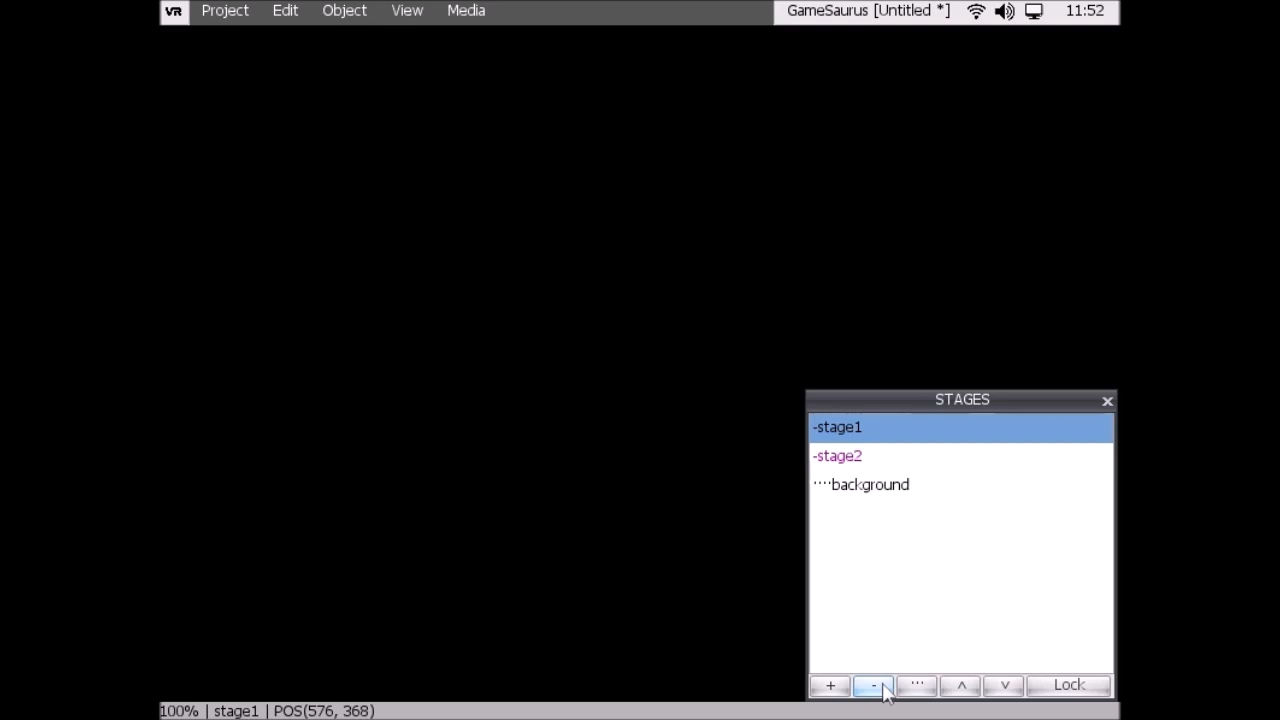 VR Project Edit Object View Media GameSaurus [Untitled *] 11:52
STAGES x
-stage1
-stage2
····background
+ - ··· ʌ v Lock
100% | stage1 | POS(576, 368)